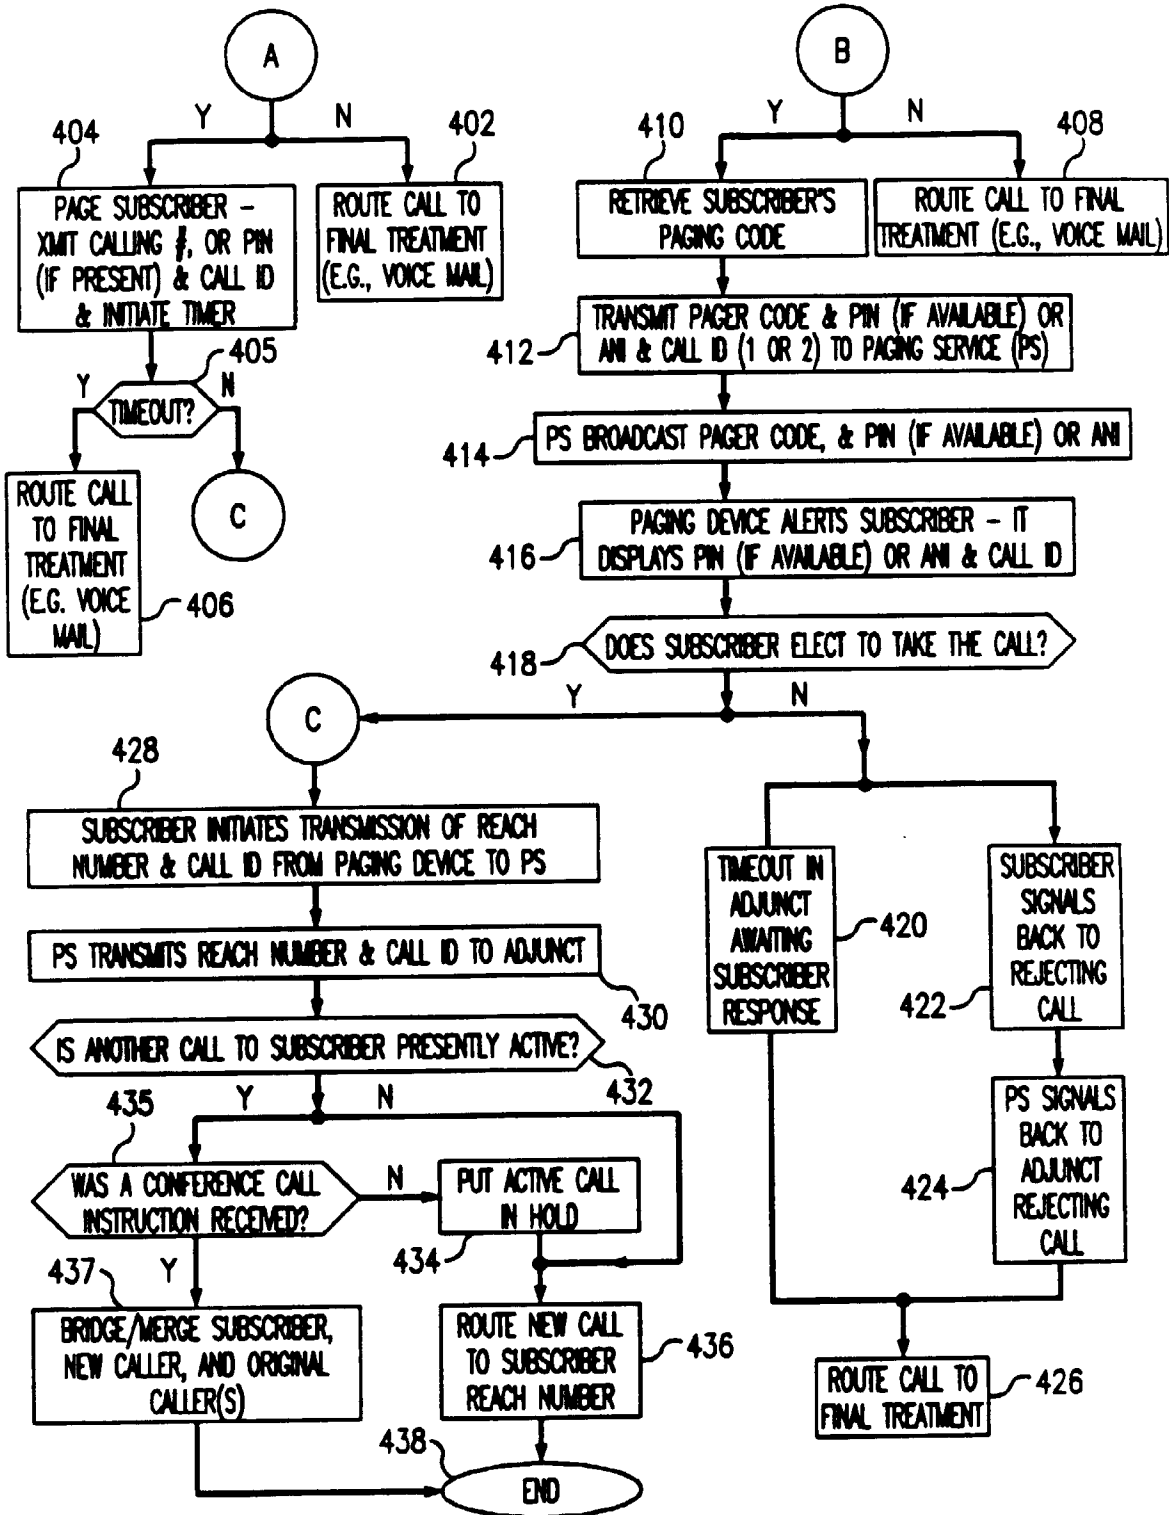 A
Y
N
404
402
PAGE SUBSCRIBER -
XMIT CALLING #, OR PIN
(IF PRESENT) & CALL ID
& INITIATE TIMER
ROUTE CALL TO
FINAL TREATMENT
(E.G., VOICE MAIL)
405
Y
N
TIMEOUT?
ROUTE CALL
TO FINAL
TREATMENT
(E.G. VOICE
MAIL)
406
C
B
Y
N
410
408
RETRIEVE SUBSCRIBER'S
PAGING CODE
ROUTE CALL TO FINAL
TREATMENT (E.G., VOICE MAIL)
412
TRANSMIT PAGER CODE & PIN (IF AVAILABLE) OR
ANI & CALL ID (1 OR 2) TO PAGING SERVICE (PS)
414
PS BROADCAST PAGER CODE, & PIN (IF AVAILABLE) OR ANI
416
PAGING DEVICE ALERTS SUBSCRIBER - IT
DISPLAYS PIN (IF AVAILABLE) OR ANI & CALL ID
418
DOES SUBSCRIBER ELECT TO TAKE THE CALL?
Y
N
C
428
SUBSCRIBER INITIATES TRANSMISSION OF REACH
NUMBER & CALL ID FROM PAGING DEVICE TO PS
PS TRANSMITS REACH NUMBER & CALL ID TO ADJUNCT
430
IS ANOTHER CALL TO SUBSCRIBER PRESENTLY ACTIVE?
432
Y
N
435
WAS A CONFERENCE CALL
INSTRUCTION RECEIVED?
N
PUT ACTIVE CALL
IN HOLD
434
Y
437
BRIDGE/MERGE SUBSCRIBER,
NEW CALLER, AND ORIGINAL
CALLER(S)
ROUTE NEW CALL
TO SUBSCRIBER
REACH NUMBER
436
438
END
TIMEOUT IN
ADJUNCT
AWAITING
SUBSCRIBER
RESPONSE
420
SUBSCRIBER
SIGNALS
BACK TO
REJECTING
CALL
422
PS SIGNALS
BACK TO
ADJUNCT
REJECTING
CALL
424
ROUTE CALL TO
FINAL TREATMENT
426